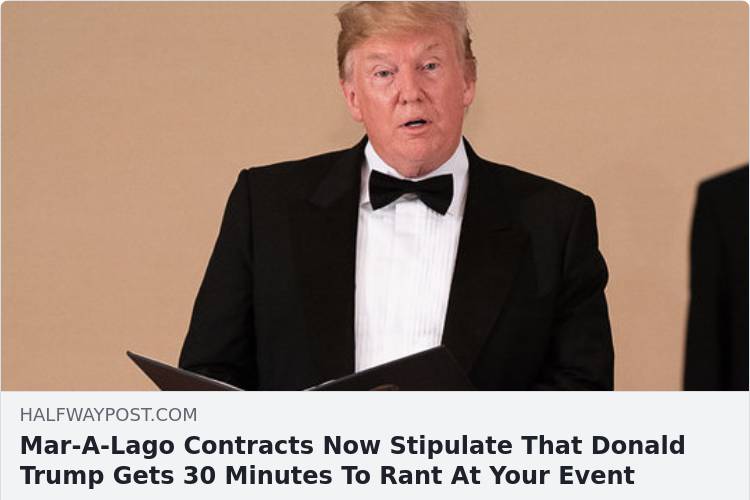 HALFWAYPOST.COM
Mar-A-Lago Contracts Now Stipulate That Donald
Trump Gets 30 Minutes To Rant At Your Event